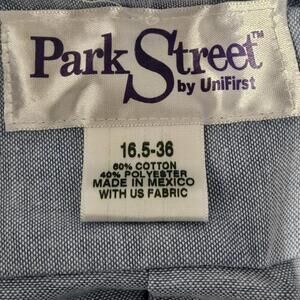 Park Street™
by UniFirst
16.5-36
60% COTTON
40% POLYESTER
MADE IN MEXICO
WITH US FABRIC